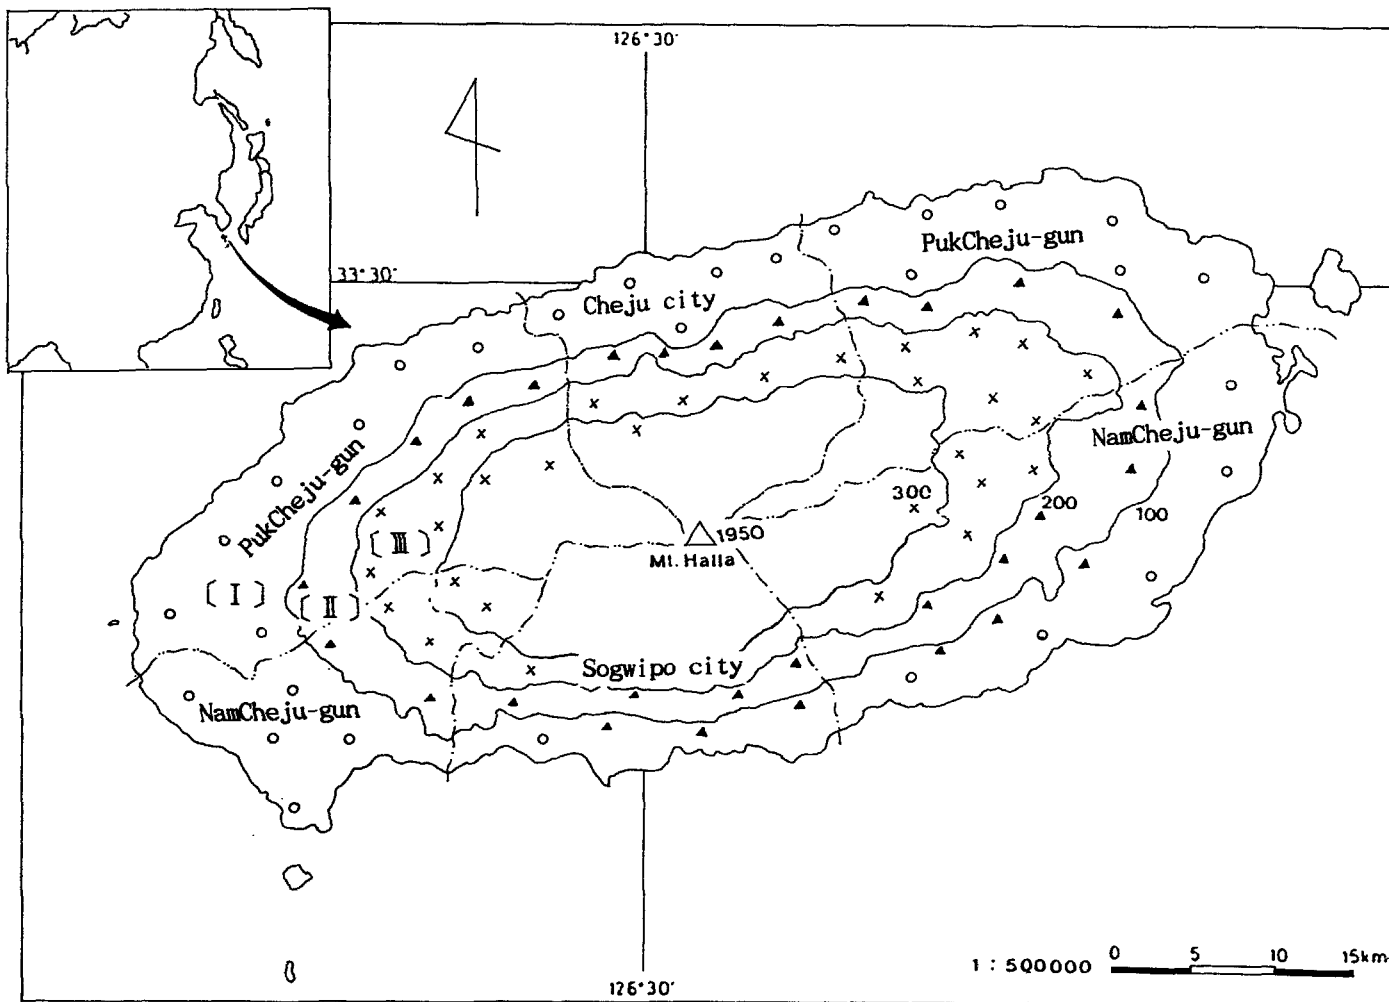 126°30'
33°30'
PukCheju-gun
Cheju city
NamCheju-gun
PukCheju-gun
300
200
100
1950
Mt. Halla
[ III ]
[ I ]
[ II ]
Sogwipo city
NamCheju-gun
1 : 500000
0 5 10 15km
126°30'